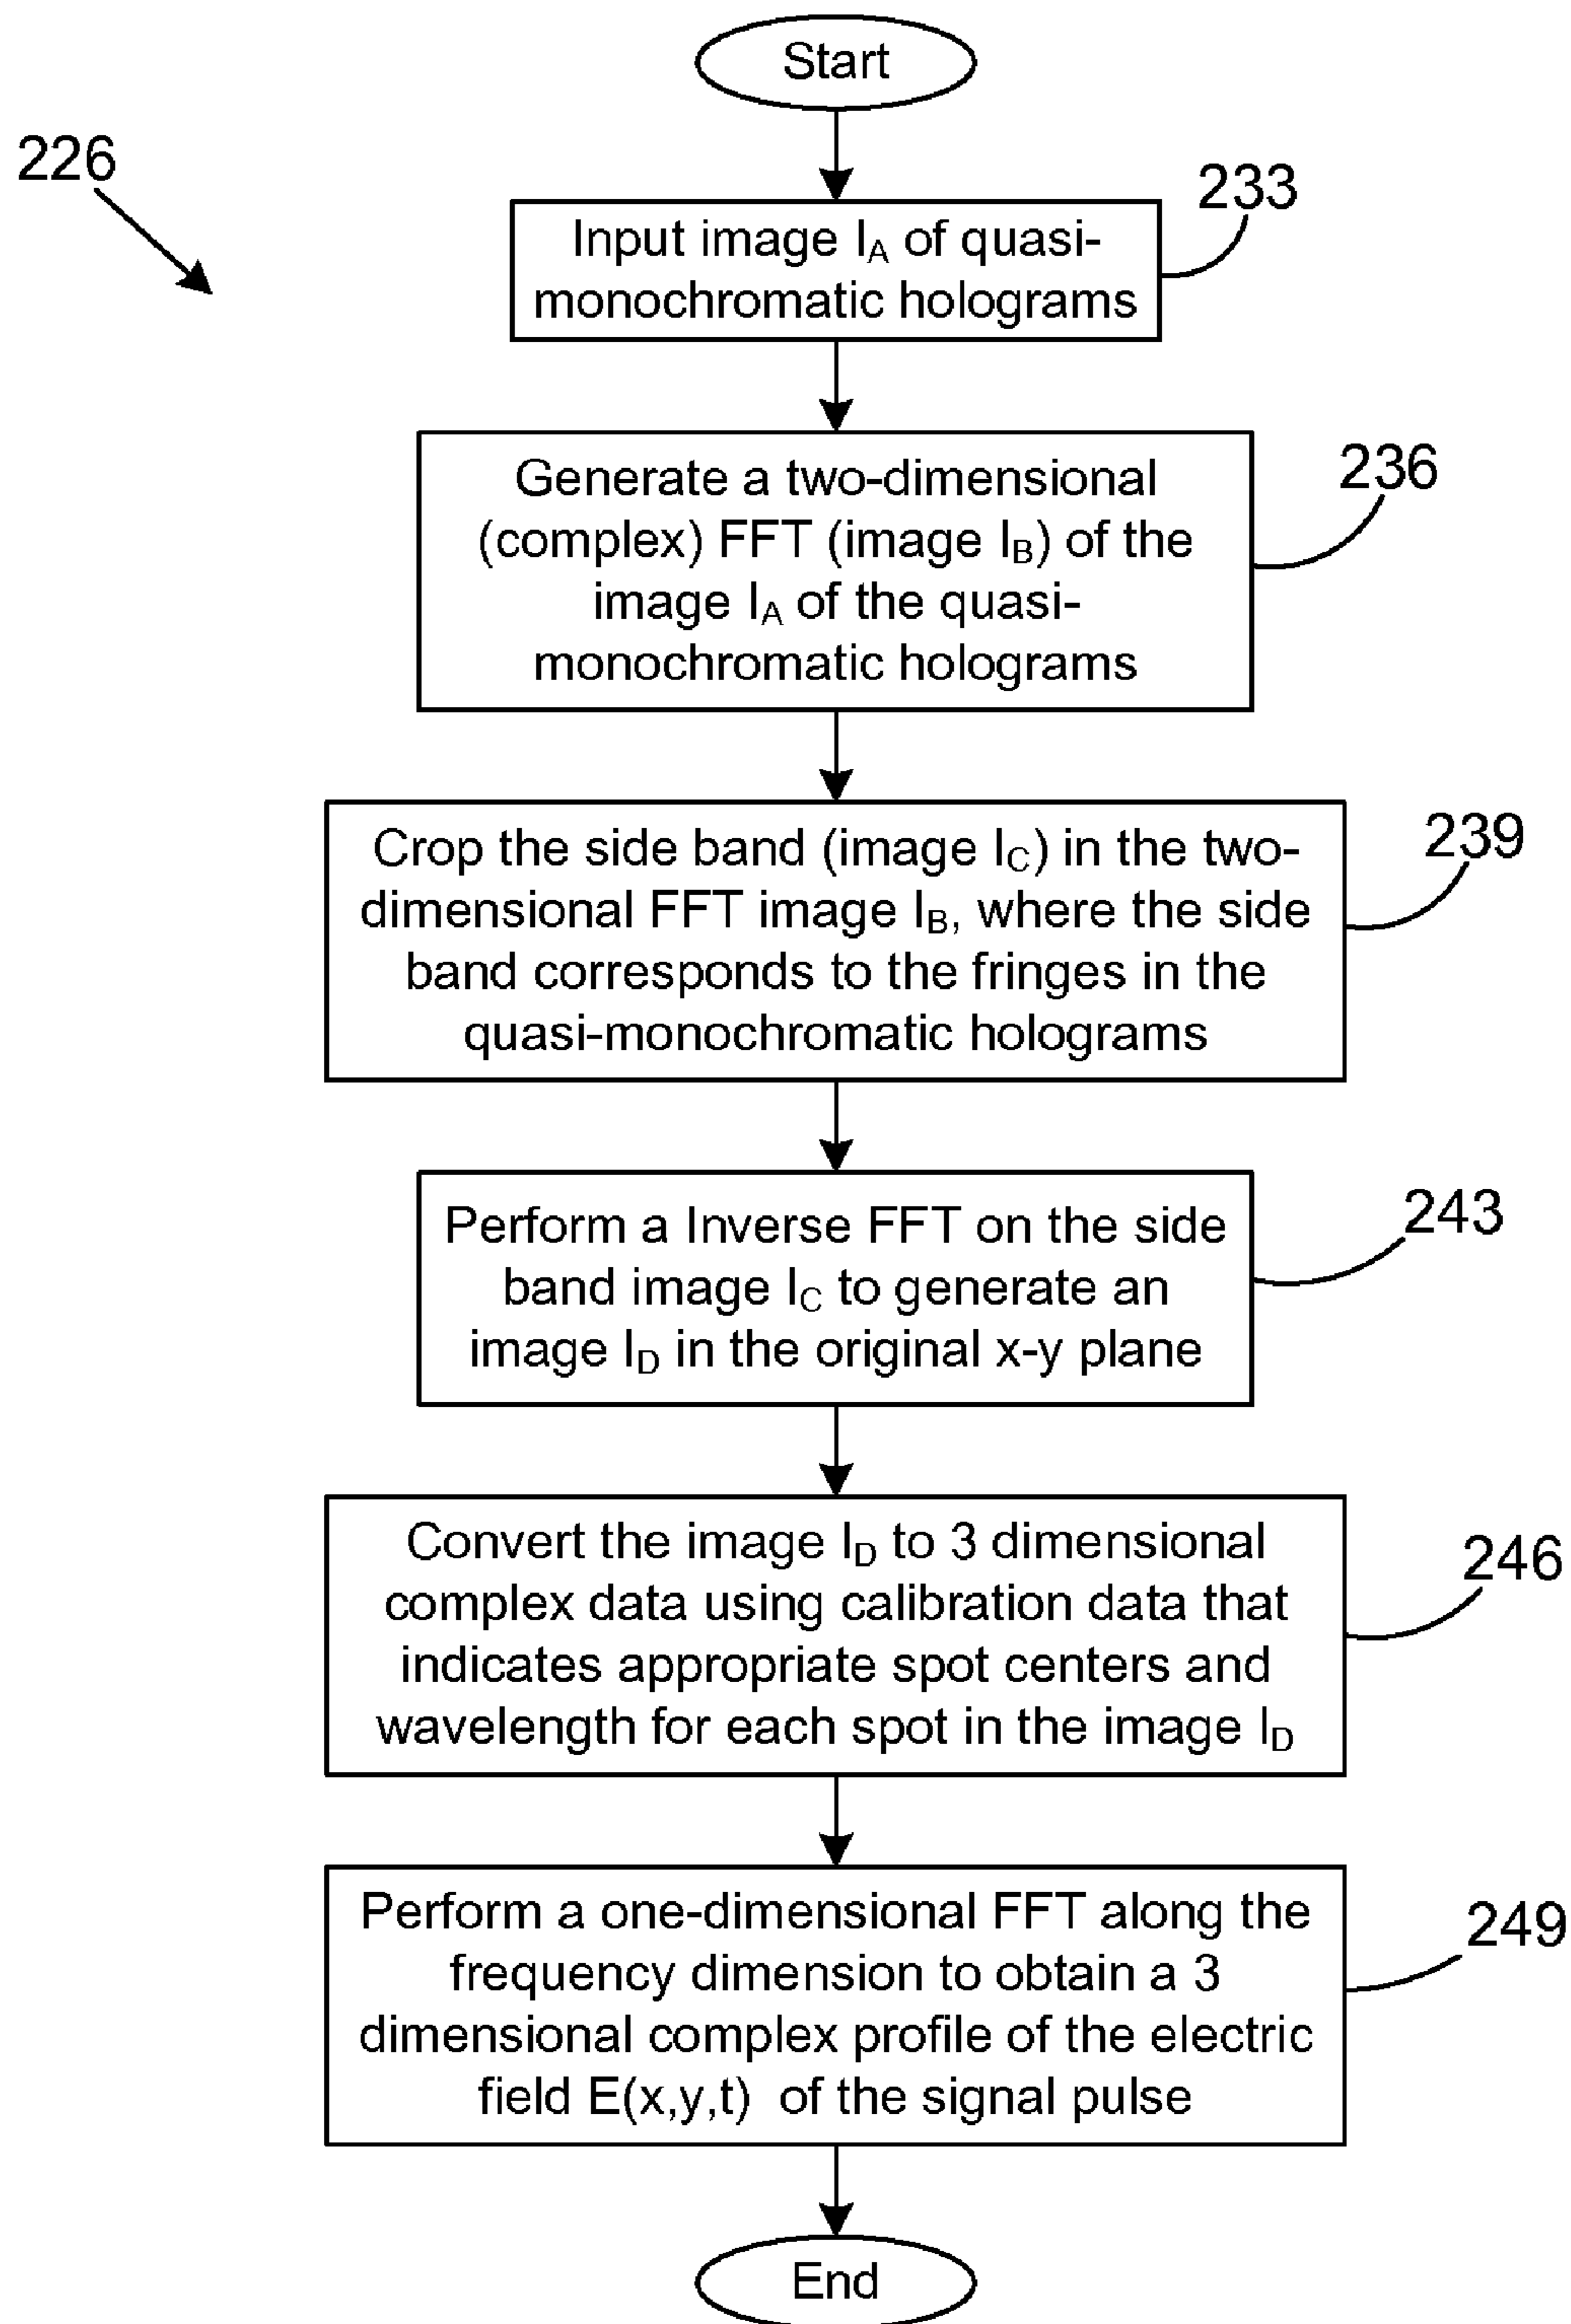 Start
226
233
Input image IA of quasi-
monochromatic holograms
236
Generate a two-dimensional
(complex) FFT (image IB) of the
image IA of the quasi-
monochromatic holograms
239
Crop the side band (image IC) in the two-
dimensional FFT image IB, where the side
band corresponds to the fringes in the
quasi-monochromatic holograms
243
Perform a Inverse FFT on the side
band image IC to generate an
image ID in the original x-y plane
246
Convert the image ID to 3 dimensional
complex data using calibration data that
indicates appropriate spot centers and
wavelength for each spot in the image ID
249
Perform a one-dimensional FFT along the
frequency dimension to obtain a 3
dimensional complex profile of the electric
field E(x,y,t) of the signal pulse
End